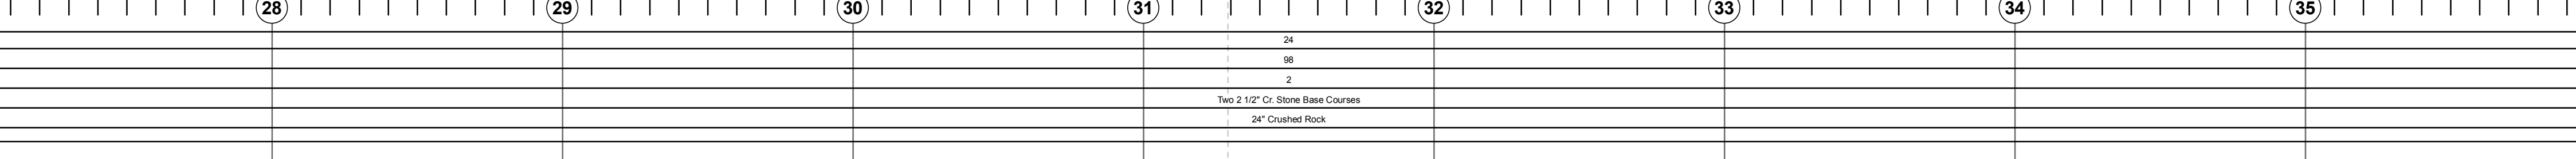 28 29 30 31 32 33 34 35
24
98
2
Two 2 1/2" Cr. Stone Base Courses
24" Crushed Rock